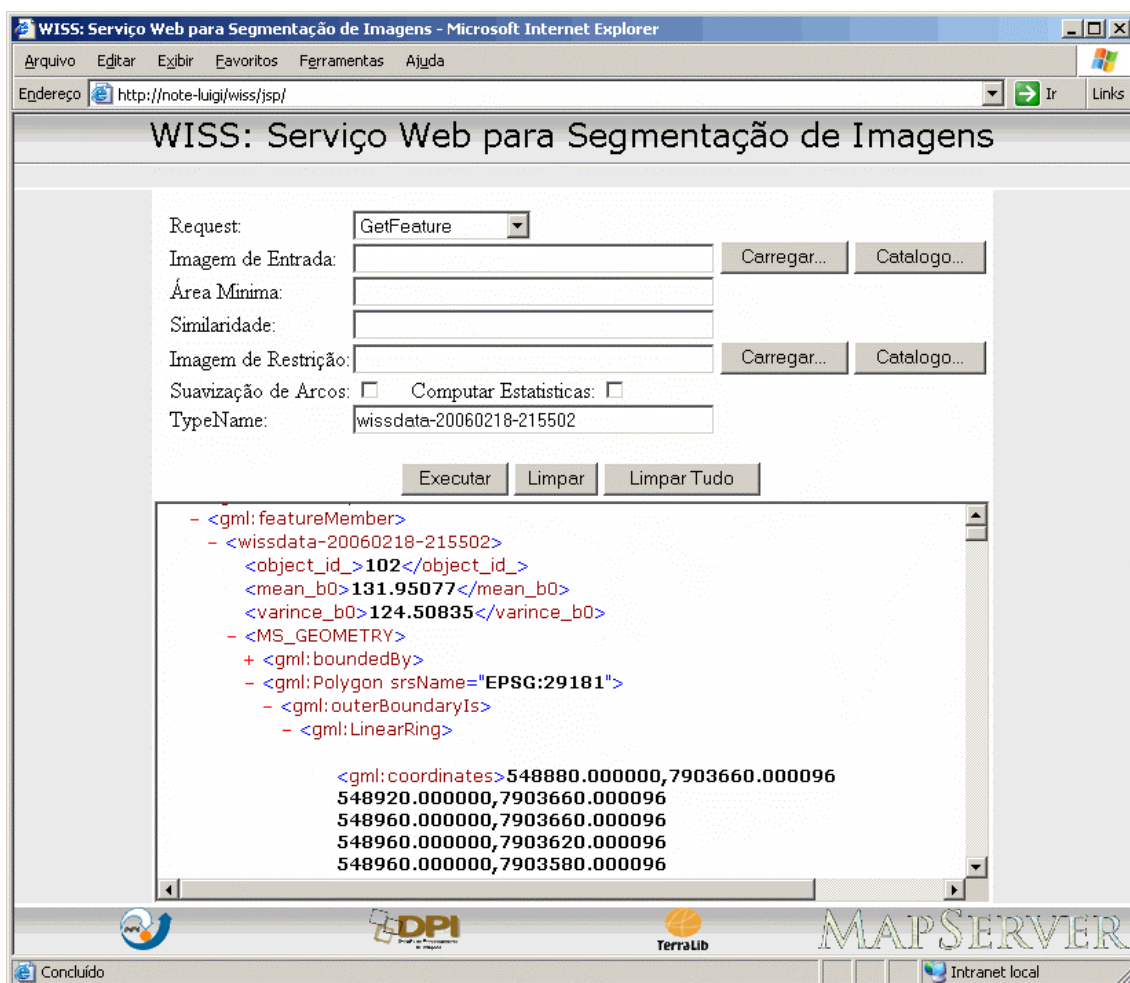 WISS: Serviço Web para Segmentação de Imagens - Microsoft Internet Explorer
Arquivo Editar Exibir Favoritos Ferramentas Ajuda
Endereço http://note-luigi/wiss/jsp/ Ir Links
WISS: Serviço Web para Segmentação de Imagens
Request: GetFeature
Imagem de Entrada: Carregar... Catalogo...
Área Minima:
Similaridade:
Imagem de Restrição: Carregar... Catalogo...
Suavização de Arcos: Computar Estatisticas:
TypeName: wissdata-20060218-215502
Executar Limpar Limpar Tudo
- <gml:featureMember>
- <wissdata-20060218-215502>
<object_id_>102</object_id_>
<mean_b0>131.95077</mean_b0>
<varince_b0>124.50835</varince_b0>
- <MS_GEOMETRY>
+ <gml:boundedBy>
- <gml:Polygon srsName="EPSG:29181">
- <gml:outerBoundaryIs>
- <gml:LinearRing>
<gml:coordinates>548880.000000,7903660.000096
548920.000000,7903660.000096
548960.000000,7903660.000096
548960.000000,7903620.000096
548960.000000,7903580.000096
DPI TerraLib MAPSERVER
Concluído Intranet local